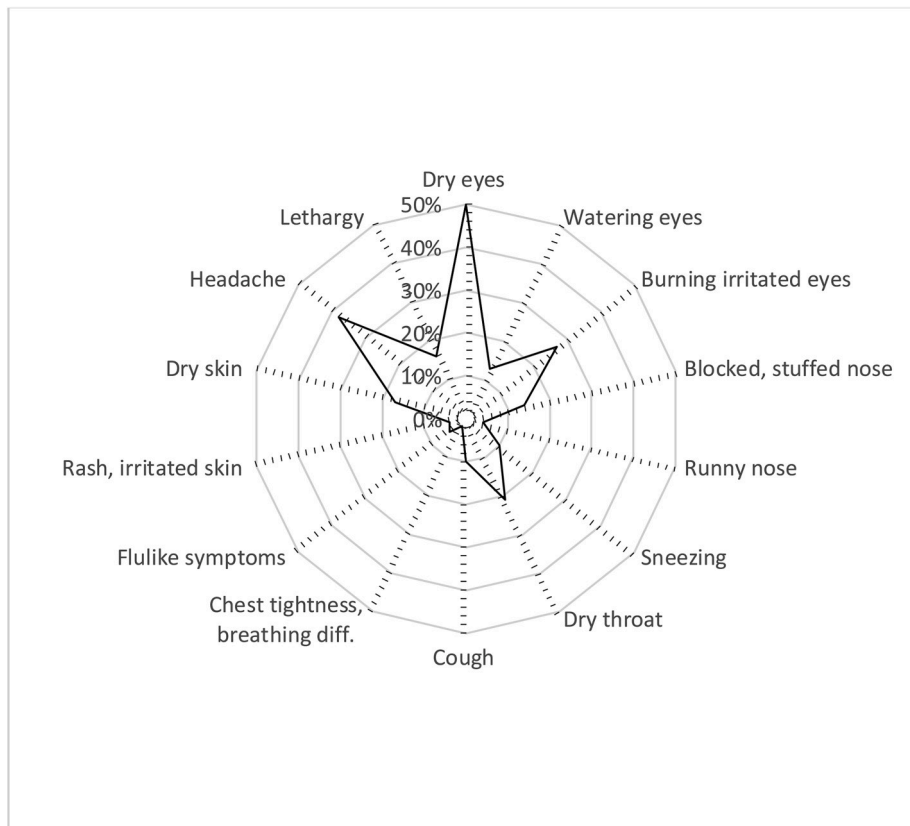 Dry eyes
50%
Lethargy
Watering eyes
40%
Headache
Burning irritated eyes
30%
20%
Dry skin
Blocked, stuffed nose
10%
0%
Rash, irritated skin
Runny nose
Flulike symptoms
Sneezing
Chest tightness,
breathing diff.
Dry throat
Cough